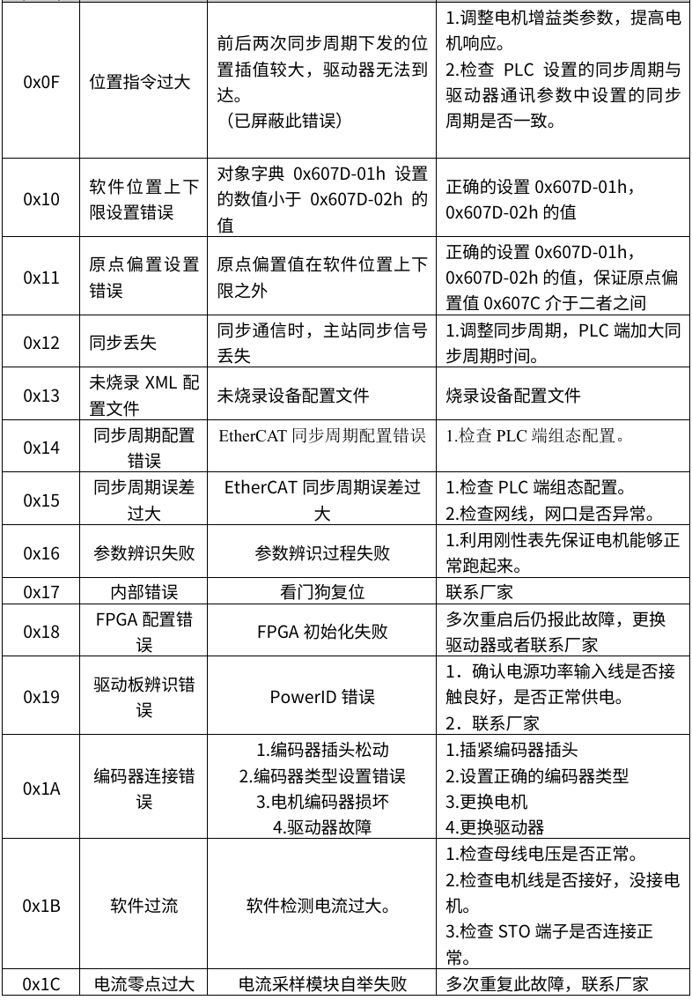 0x0F
位置指令过大
前后两次同步周期下发的位
置插值较大，驱动器无法到
达。
（已屏蔽此错误）
1.调整电机增益类参数，提高电
机响应。
2.检查 PLC 设置的同步周期与
驱动器通讯参数中设置的同步
周期是否一致。
0x10
软件位置上下
限设置错误
对象字典 0x607D-01h 设置
的数值小于 0x607D-02h 的
值
正确的设置 0x607D-01h，
0x607D-02h 的值
0x11
原点偏置设置
错误
原点偏置值在软件位置上下
限之外
正确的设置 0x607D-01h，
0x607D-02h 的值，保证原点偏
置值 0x607C 介于二者之间
0x12
同步丢失
同步通信时，主站同步信号
丢失
1.调整同步周期，PLC 端加大同
步周期时间。
0x13
未烧录 XML 配
置文件
未烧录设备配置文件
烧录设备配置文件
0x14
同步周期配置
错误
EtherCAT 同步周期配置错误
1.检查 PLC 端组态配置。
0x15
同步周期误差
过大
EtherCAT 同步周期误差过
大
1.检查 PLC 端组态配置。
2.检查网线，网口是否异常。
0x16
参数辨识失败
参数辨识过程失败
1.利用刚性表先保证电机能够正
常跑起来。
0x17
内部错误
看门狗复位
联系厂家
0x18
FPGA 配置错
误
FPGA 初始化失败
多次重启后仍报此故障，更换
驱动器或者联系厂家
0x19
驱动板辨识错
误
PowerID 错误
1．确认电源功率输入线是否接
触良好，是否正常供电。
2．联系厂家
0x1A
编码器连接错
误
1.编码器插头松动
2.编码器类型设置错误
3.电机编码器损坏
4.驱动器故障
1.插紧编码器插头
2.设置正确的编码器类型
3.更换电机
4.更换驱动器
0x1B
软件过流
软件检测电流过大。
1.检查母线电压是否正常。
2.检查电机线是否接好，没接电
机。
3.检查 STO 端子是否连接正
常。
0x1C
电流零点过大
电流采样模块自举失败
多次重复此故障，联系厂家